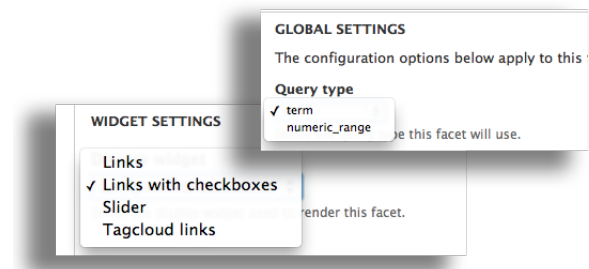 GLOBAL SETTINGS
The configuration options below apply to this
Query type
✓ term
numeric_range
pe this facet will use.
WIDGET SETTINGS
Links
✓ Links with checkboxes
Slider
Tagcloud links
render this facet.